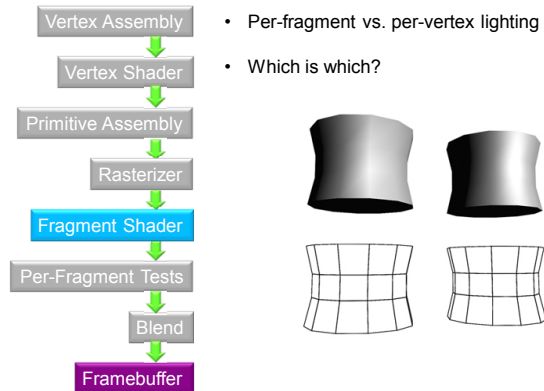 Vertex Assembly
Vertex Shader
Primitive Assembly
Rasterizer
Fragment Shader
Per-Fragment Tests
Blend
Framebuffer
• Per-fragment vs. per-vertex lighting
• Which is which?